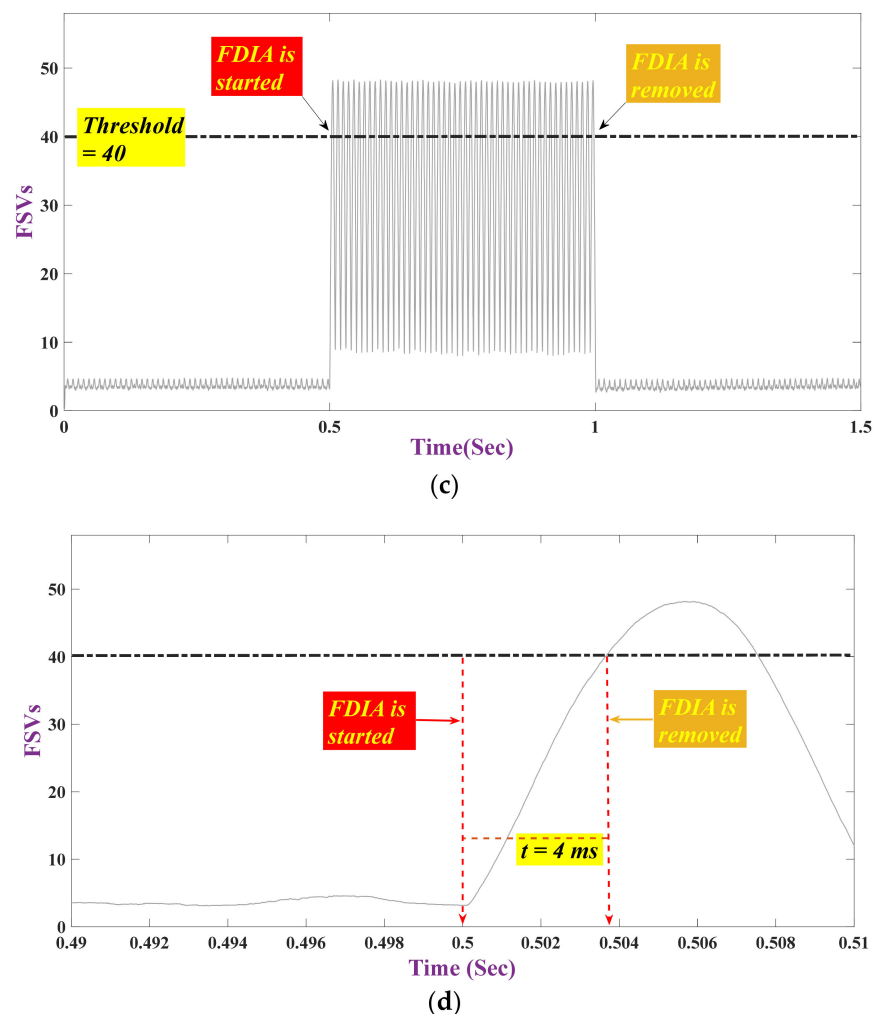 FDIA is
started
FDIA is
removed
Threshold
= 40
50
40
30
20
10
0
FSVs
0
0.5
1
1.5
Time(Sec)
(c)
50
40
30
20
10
0
FSVs
FDIA is
started
FDIA is
removed
t = 4 ms
0.49
0.492
0.494
0.496
0.498
0.5
0.502
0.504
0.506
0.508
0.51
Time (Sec)
(d)